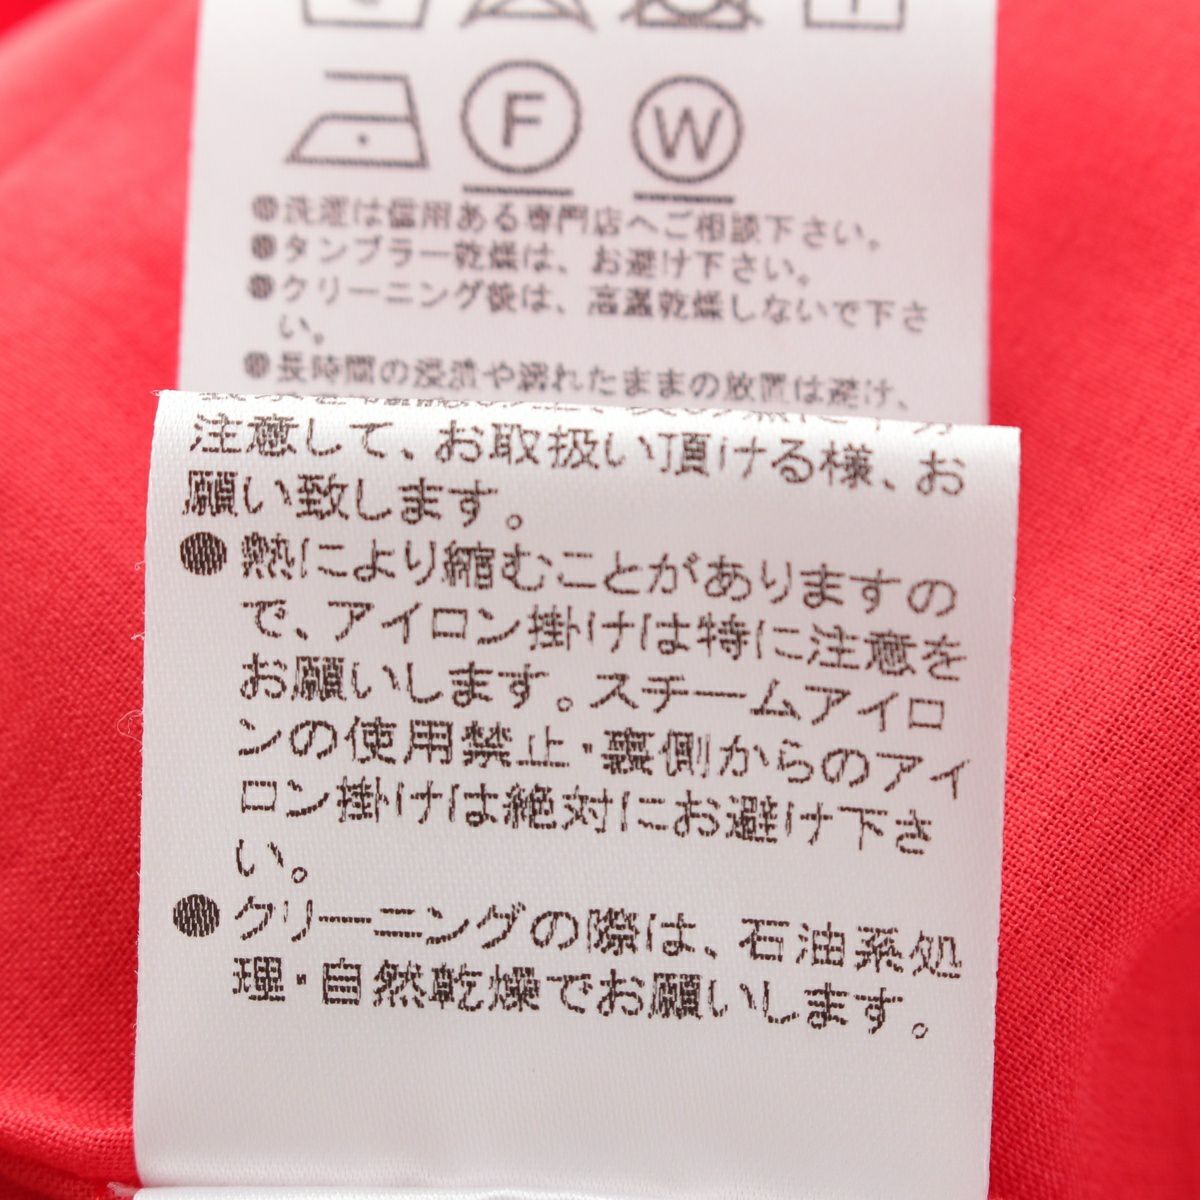 F W
●洗濯は信用ある専門店へご相談下さい。
●タンブラー乾燥は、お避け下さい。
●クリーニング後は、高温乾燥しないで下さ
い。
●長時間の浸漬や濡れたままの放置は避け、
注意して、お取扱い頂ける様、お
願い致します。
●熱により縮むことがありますの
で、アイロン掛けは特に注意を
お願いします。スチームアイロ
ンの使用禁止・裏側からのアイ
ロン掛けは絶対にお避け下さ
い。
●クリーニングの際は、石油系処
理・自然乾燥でお願いします。